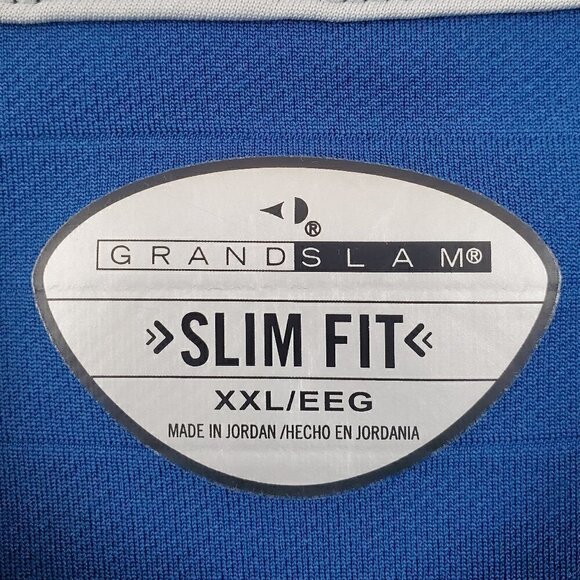 ®
GRANDSLAM®
»SLIM FIT«
XXL/EEG
MADE IN JORDAN /HECHO EN JORDANIA